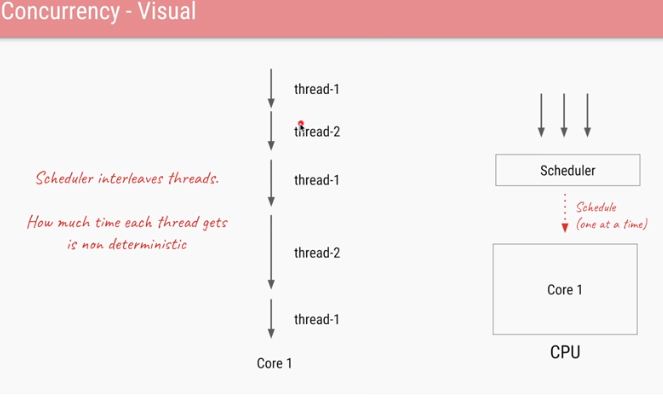 Concurrency - Visual
thread-1
thread-2
thread-1
thread-2
thread-1
Core 1
Scheduler interleaves threads.
How much time each thread gets
is non deterministic
Scheduler
Schedule
(one at a time)
Core 1
CPU